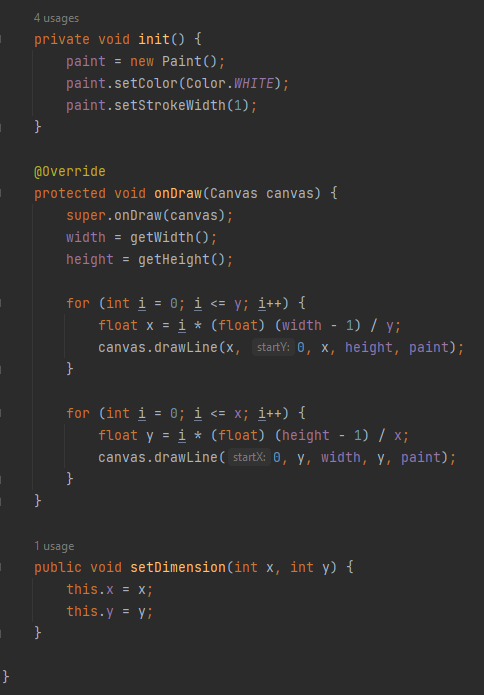 4 usages
private void init() {
paint = new Paint();
paint.setColor(Color.WHITE);
paint.setStrokeWidth(1);
}
@Override
protected void onDraw(Canvas canvas) {
super.onDraw(canvas);
width = getWidth();
height = getHeight();
for (int i = 0; i <= y; i++) {
float x = i * (float) (width - 1) / y;
canvas.drawLine(x, startY: 0, x, height, paint);
}
for (int i = 0; i <= x; i++) {
float y = i * (float) (height - 1) / x;
canvas.drawLine(startX: 0, y, width, y, paint);
}
}
1 usage
public void setDimension(int x, int y) {
this.x = x;
this.y = y;
}
}